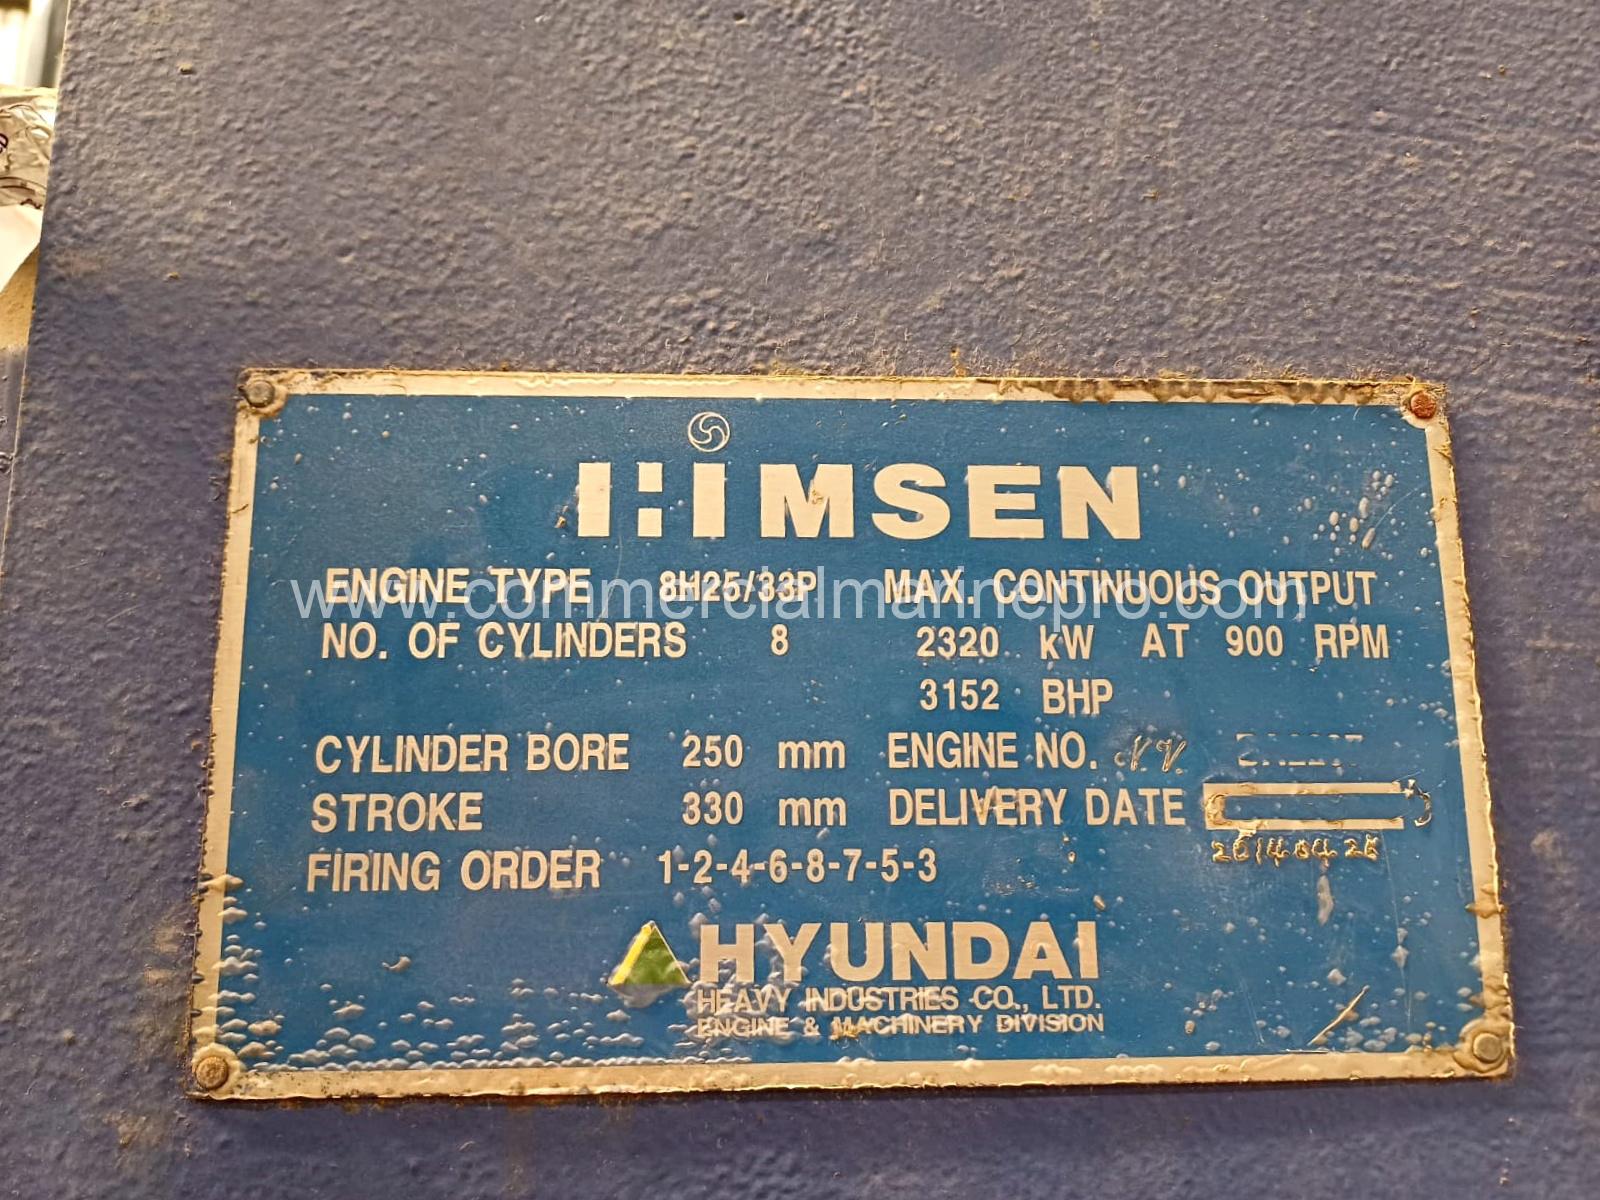 HiMSEN
ENGINE TYPE 8H25/33P MAX. CONTINUOUS OUTPUT
www.commercialmarinepro.com
NO. OF CYLINDERS 8 2320 kW AT 900 RPM
3152 BHP
CYLINDER BORE 250 mm ENGINE NO.
STROKE 330 mm DELIVERY DATE
2014 04 28
FIRING ORDER 1-2-4-6-8-7-5-3
HYUNDAI
HEAVY INDUSTRIES CO., LTD.
ENGINE & MACHINERY DIVISION